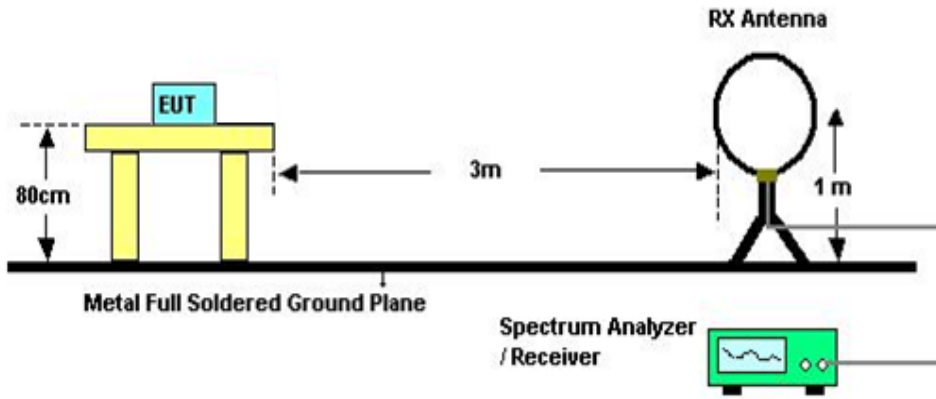 RX Antenna
EUT
3m
80cm
1 m
Metal Full Soldered Ground Plane
Spectrum Analyzer
/ Receiver